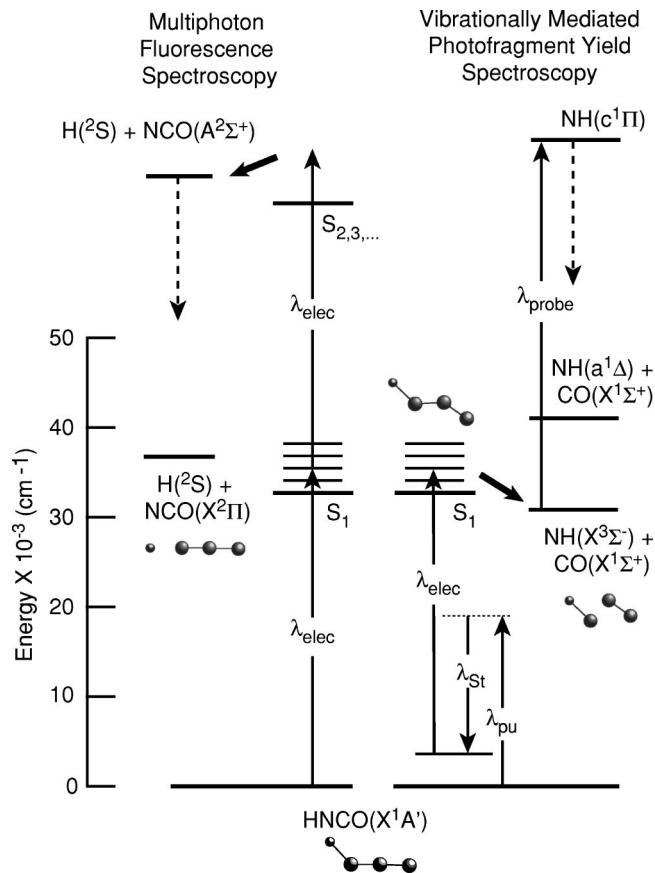 Multiphoton
Fluorescence
Spectroscopy
Vibrationally Mediated
Photofragment Yield
Spectroscopy
H(²S) + NCO(A²Σ⁺)
NH(c¹Π)
S₂,₃,...
λelec
λprobe
50
40
30
20
10
0
Energy X 10⁻³ (cm ⁻¹)
NH(a¹Δ) +
CO(X¹Σ⁺)
H(²S) +
NCO(X²Π)
S₁
S₁
NH(X³Σ⁻) +
CO(X¹Σ⁺)
λelec
λelec
λSt
λpu
HNCO(X¹A')